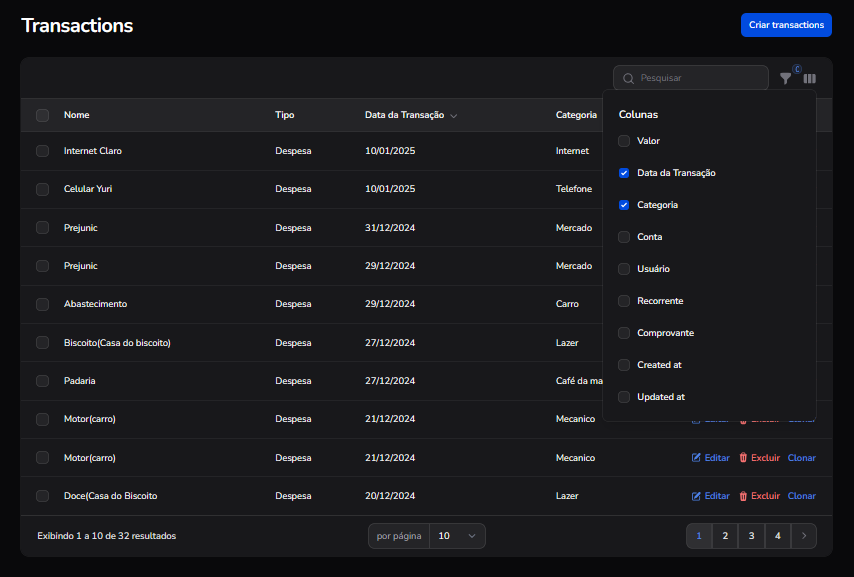 Transactions
Criar transactions
Pesquisar
Nome Tipo Data da Transação Categoria
Internet Claro Despesa 10/01/2025 Internet
Celular Yuri Despesa 10/01/2025 Telefone
Prejunic Despesa 31/12/2024 Mercado
Prejunic Despesa 29/12/2024 Mercado
Abastecimento Despesa 29/12/2024 Carro
Biscoito(Casa do biscoito) Despesa 27/12/2024 Lazer
Padaria Despesa 27/12/2024 Café da ma
Motor(carro) Despesa 21/12/2024 Mecanico
Motor(carro) Despesa 21/12/2024 Mecanico Editar Excluir Clonar
Doce(Casa do Biscoito Despesa 20/12/2024 Lazer Editar Excluir Clonar
Colunas
Valor
Data da Transação
Categoria
Conta
Usuário
Recorrente
Comprovante
Created at
Updated at
Exibindo 1 a 10 de 32 resultados por página 10 1 2 3 4